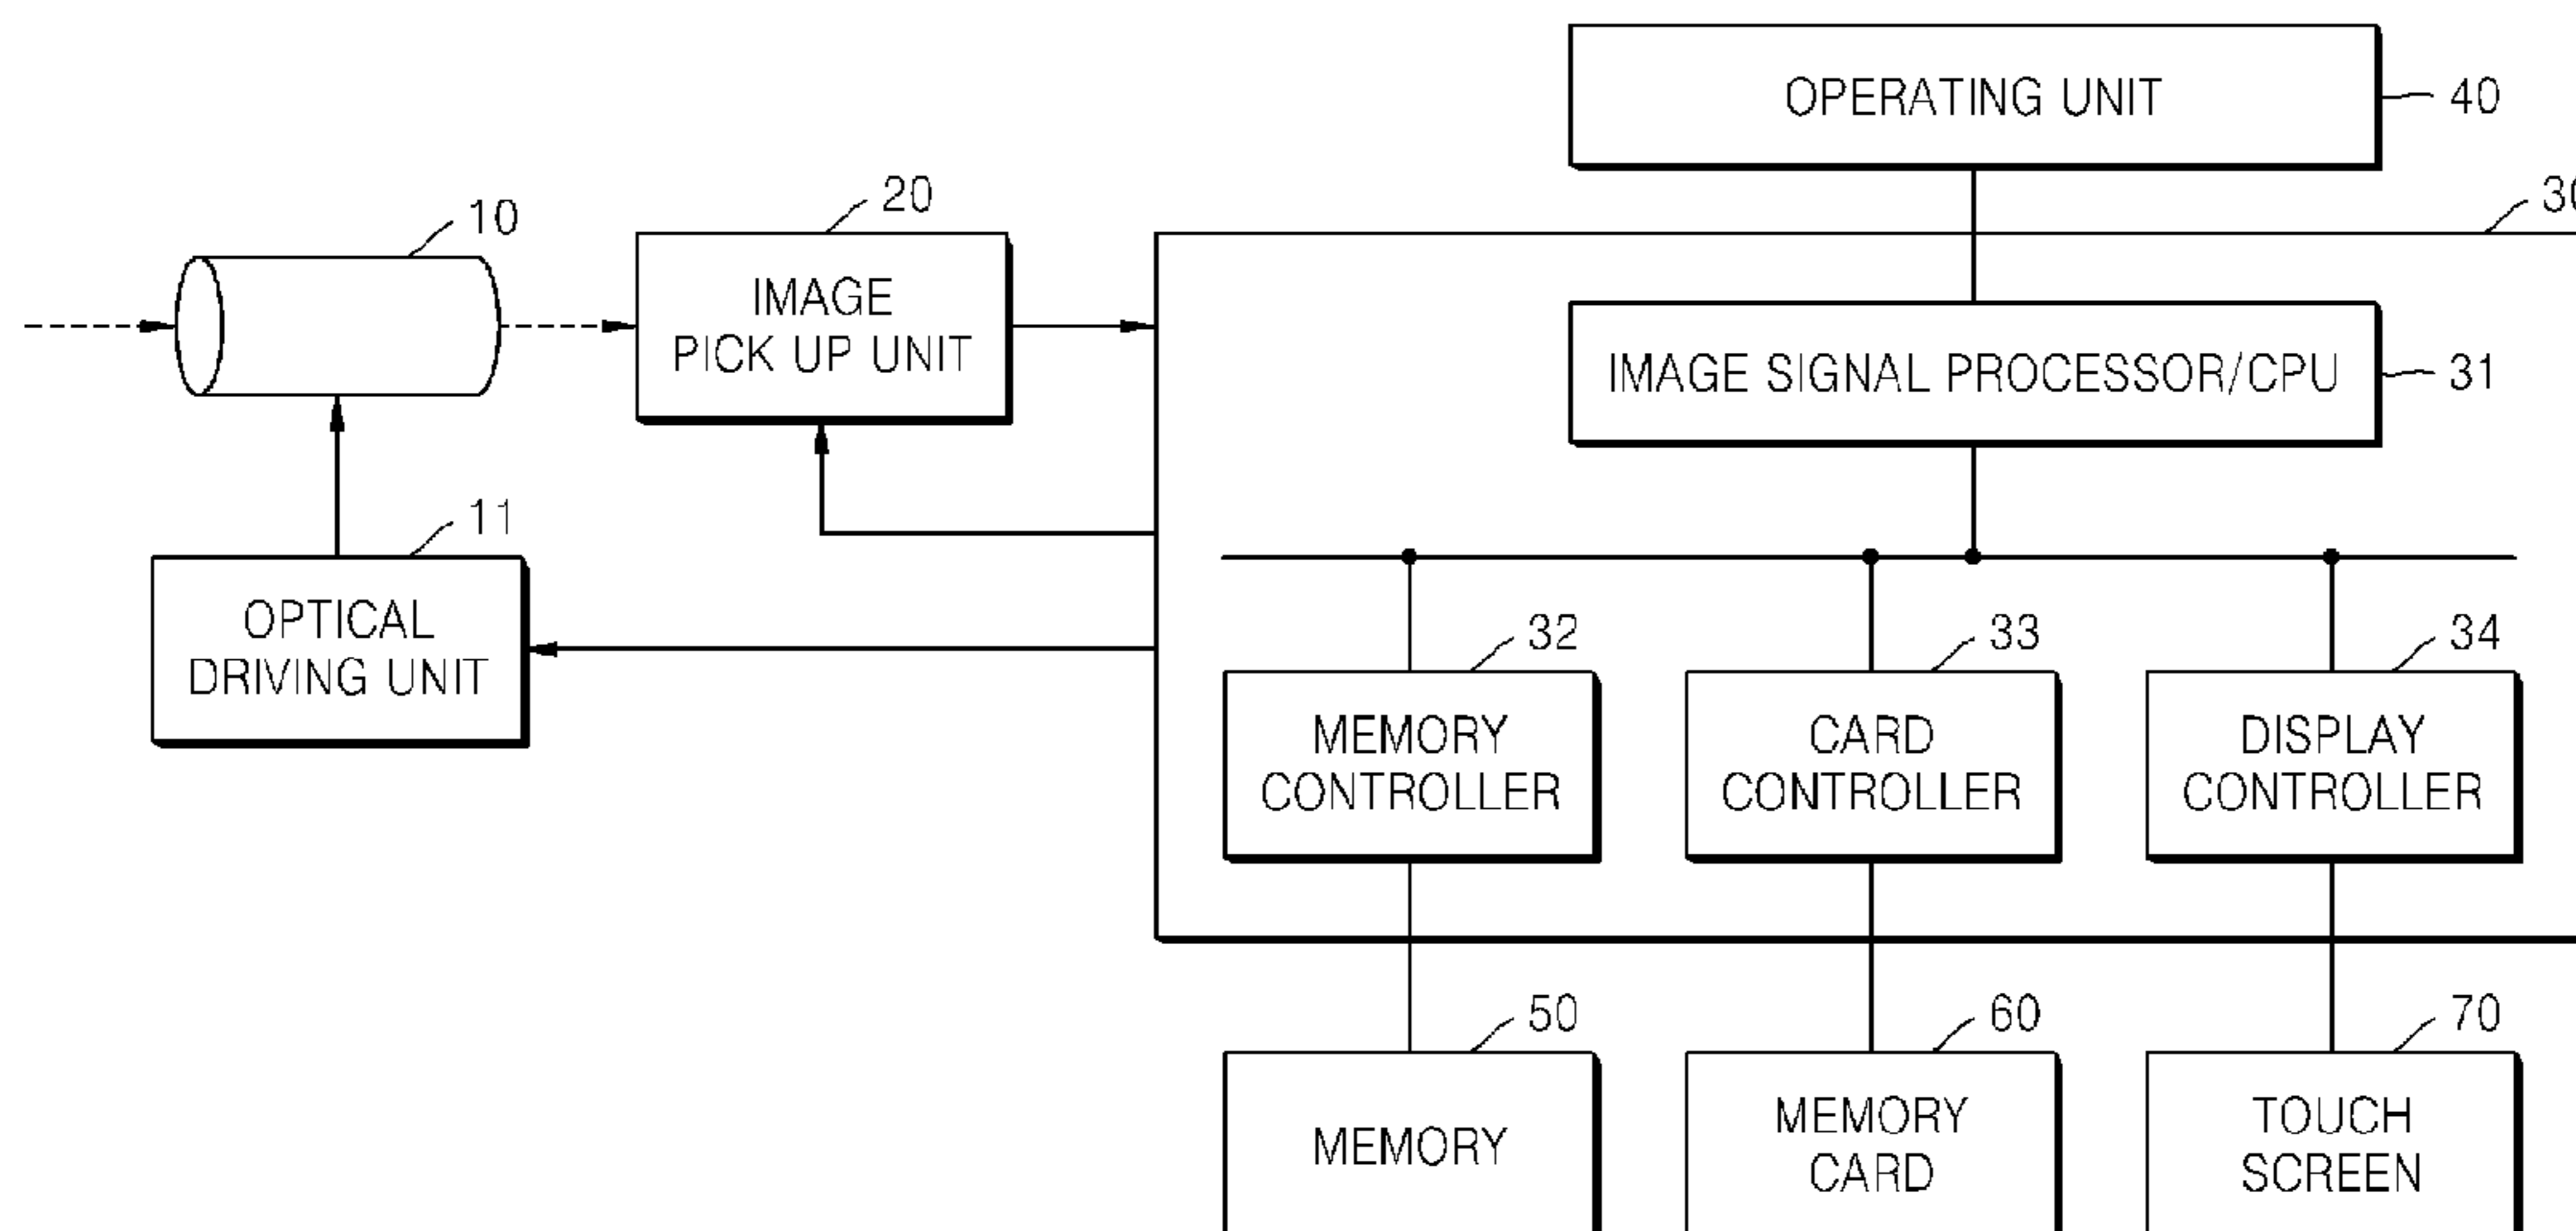 OPERATING UNIT
40
10
20
IMAGE
PICK UP UNIT
IMAGE SIGNAL PROCESSOR/CPU
31
11
OPTICAL
DRIVING UNIT
32
33
34
MEMORY
CONTROLLER
CARD
CONTROLLER
DISPLAY
CONTROLLER
50
60
70
MEMORY
MEMORY
CARD
TOUCH
SCREEN